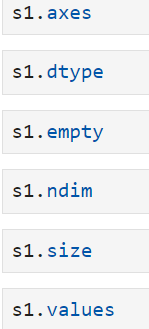 s1.axes
s1.dtype
s1.empty
s1.ndim
s1.size
s1.values